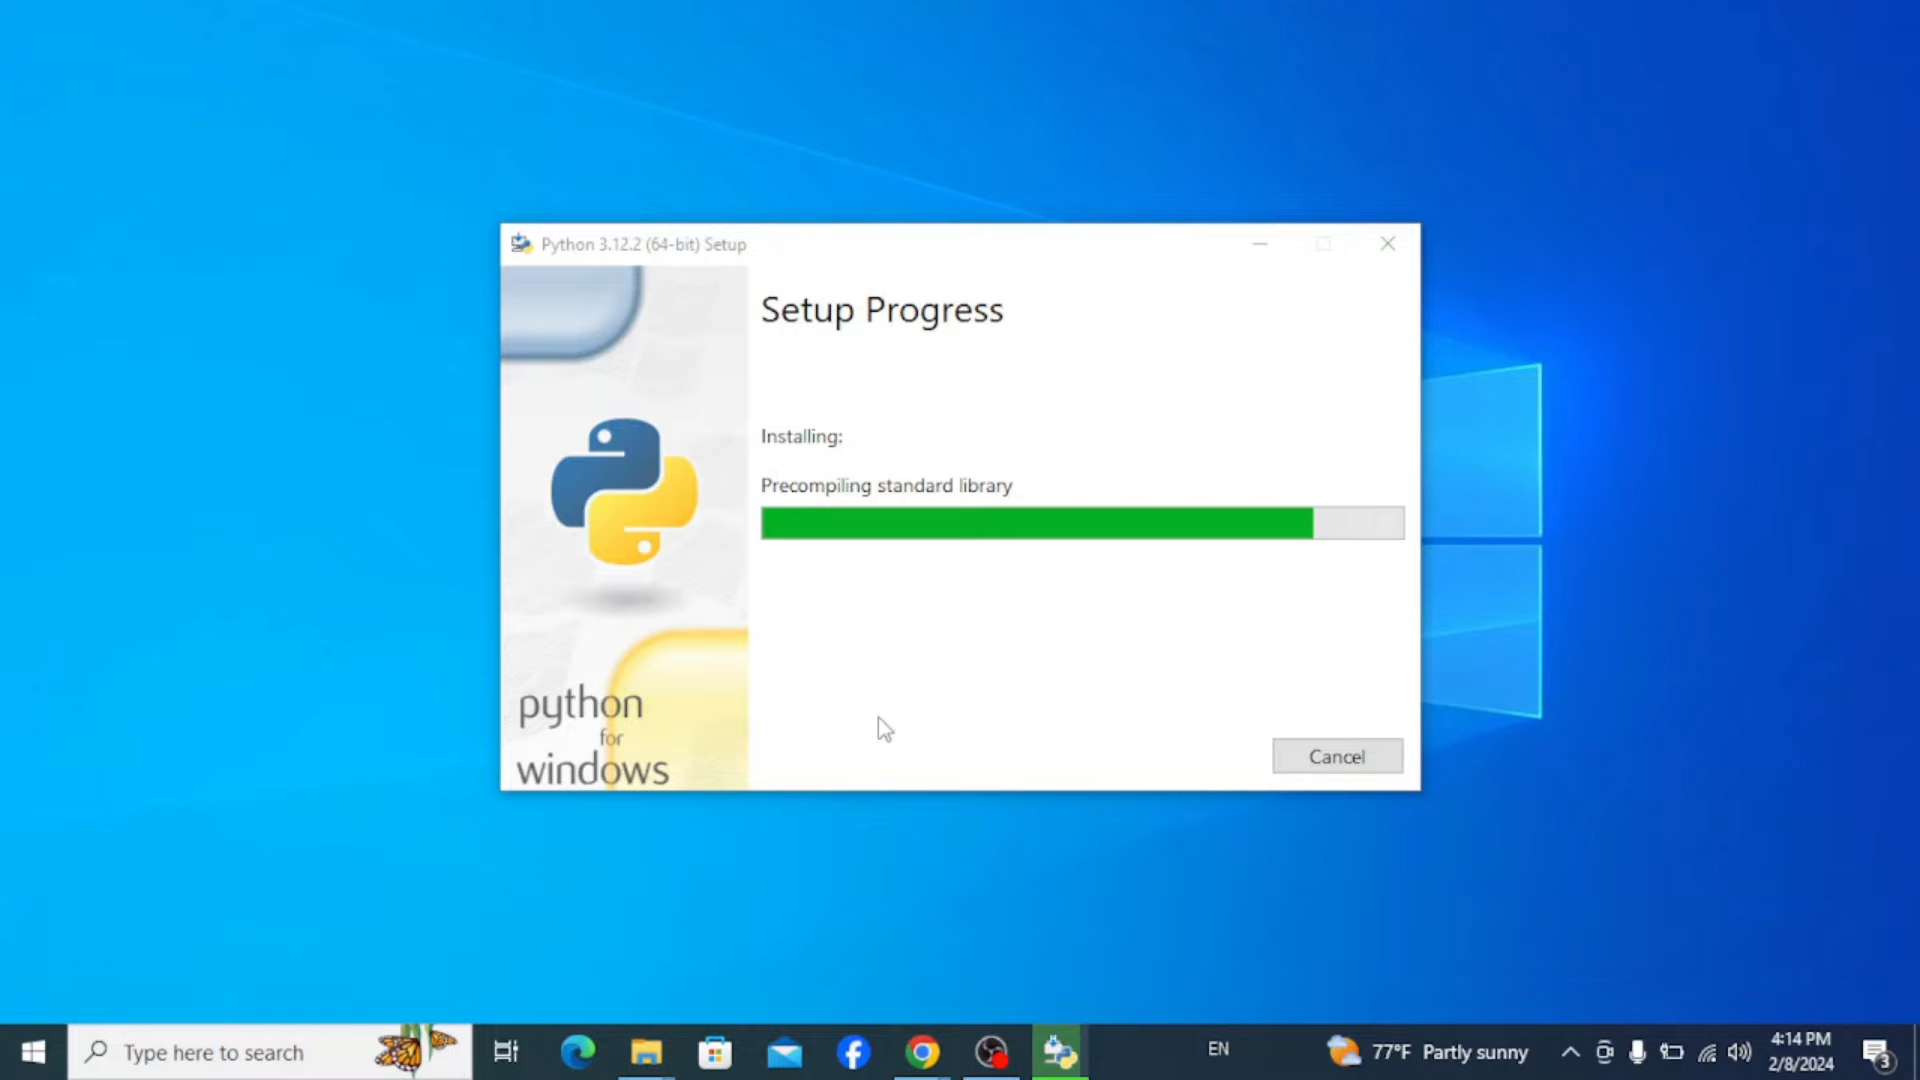 Python 3.12.2 (64-bit) Setup
Setup Progress
Installing:
Precompiling standard library
python
for
windows
Cancel
Type here to search
EN
77°F Partly sunny
4:14 PM
2/8/2024
3